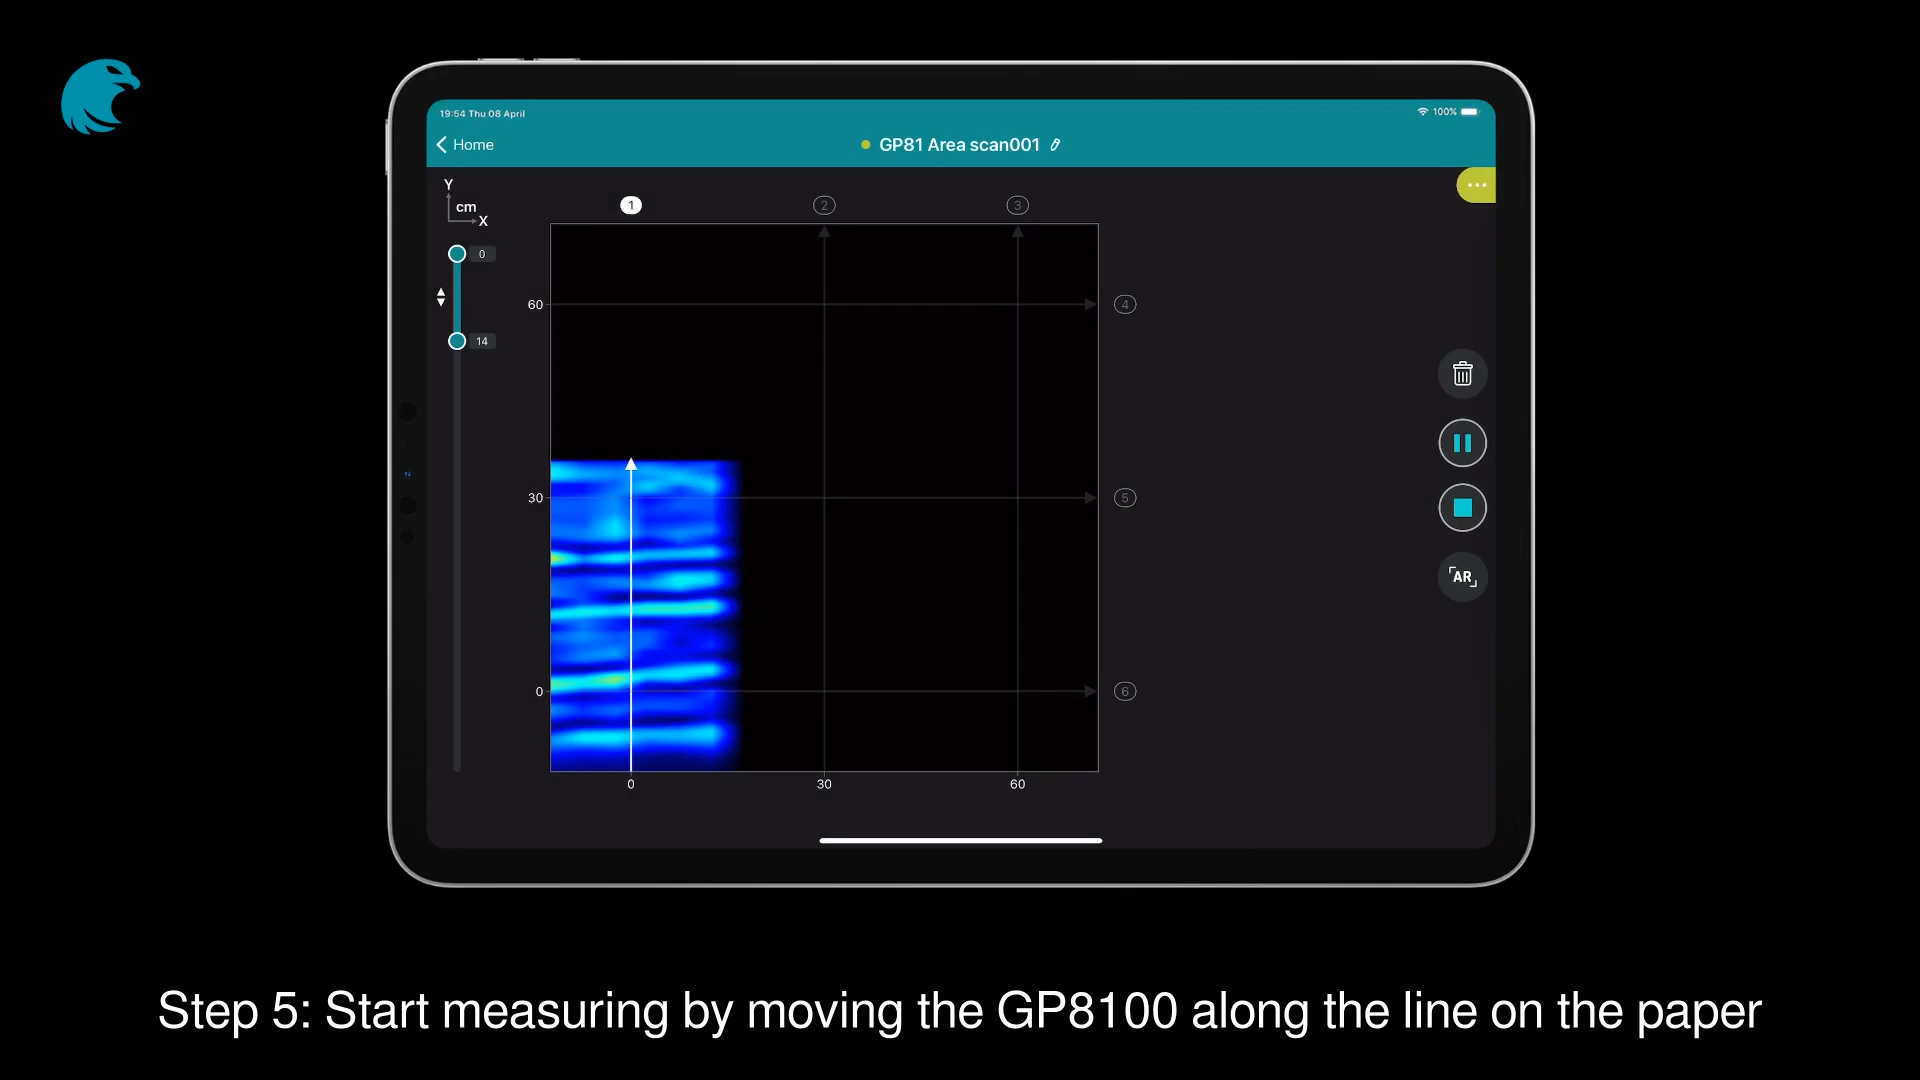 19:54 Thu 08 April
100%
Home
GP81 Area scan001
Y
cm
X
0
14
1
2
3
60
4
30
5
0
6
0
30
60
AR
Step 5: Start measuring by moving the GP8100 along the line on the paper